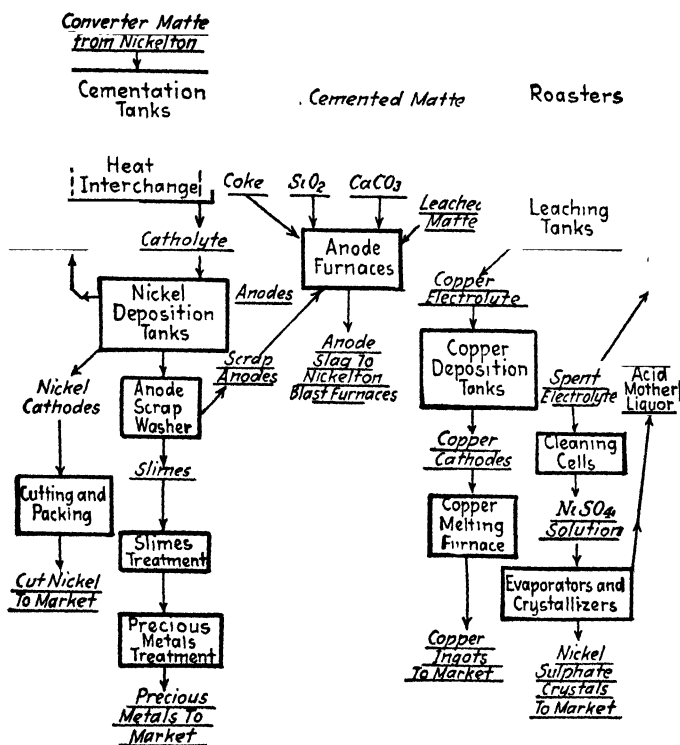 Converter Matte
from Nickelton
Cementation
Tanks
Cemented Matte
Roasters
Heat
Interchange
Coke
SiO2
CaCO3
Leached
Matte
Leaching
Tanks
Catholyte
Anode
Furnaces
Nickel
Deposition
Tanks
Anodes
Copper
Electrolyte
Scrap
Anodes
Anode
Slag To
Nickelton
Blast Furnaces
Copper
Deposition
Tanks
Spent
Electrolyte
Acid
Mother
Liquor
Nickel
Cathodes
Anode
Scrap
Washer
Slimes
Copper
Cathodes
Cleaning
Cells
Cutting and
Packing
Slimes
Treatment
Copper
Melting
Furnace
NiSO4
Solution
Cut Nickel
To Market
Precious
Metals
Treatment
Evaporators and
Crystallizers
Copper
Ingots
To Market
Nickel
Sulphate
Crystals
To Market
Precious
Metals To
Market